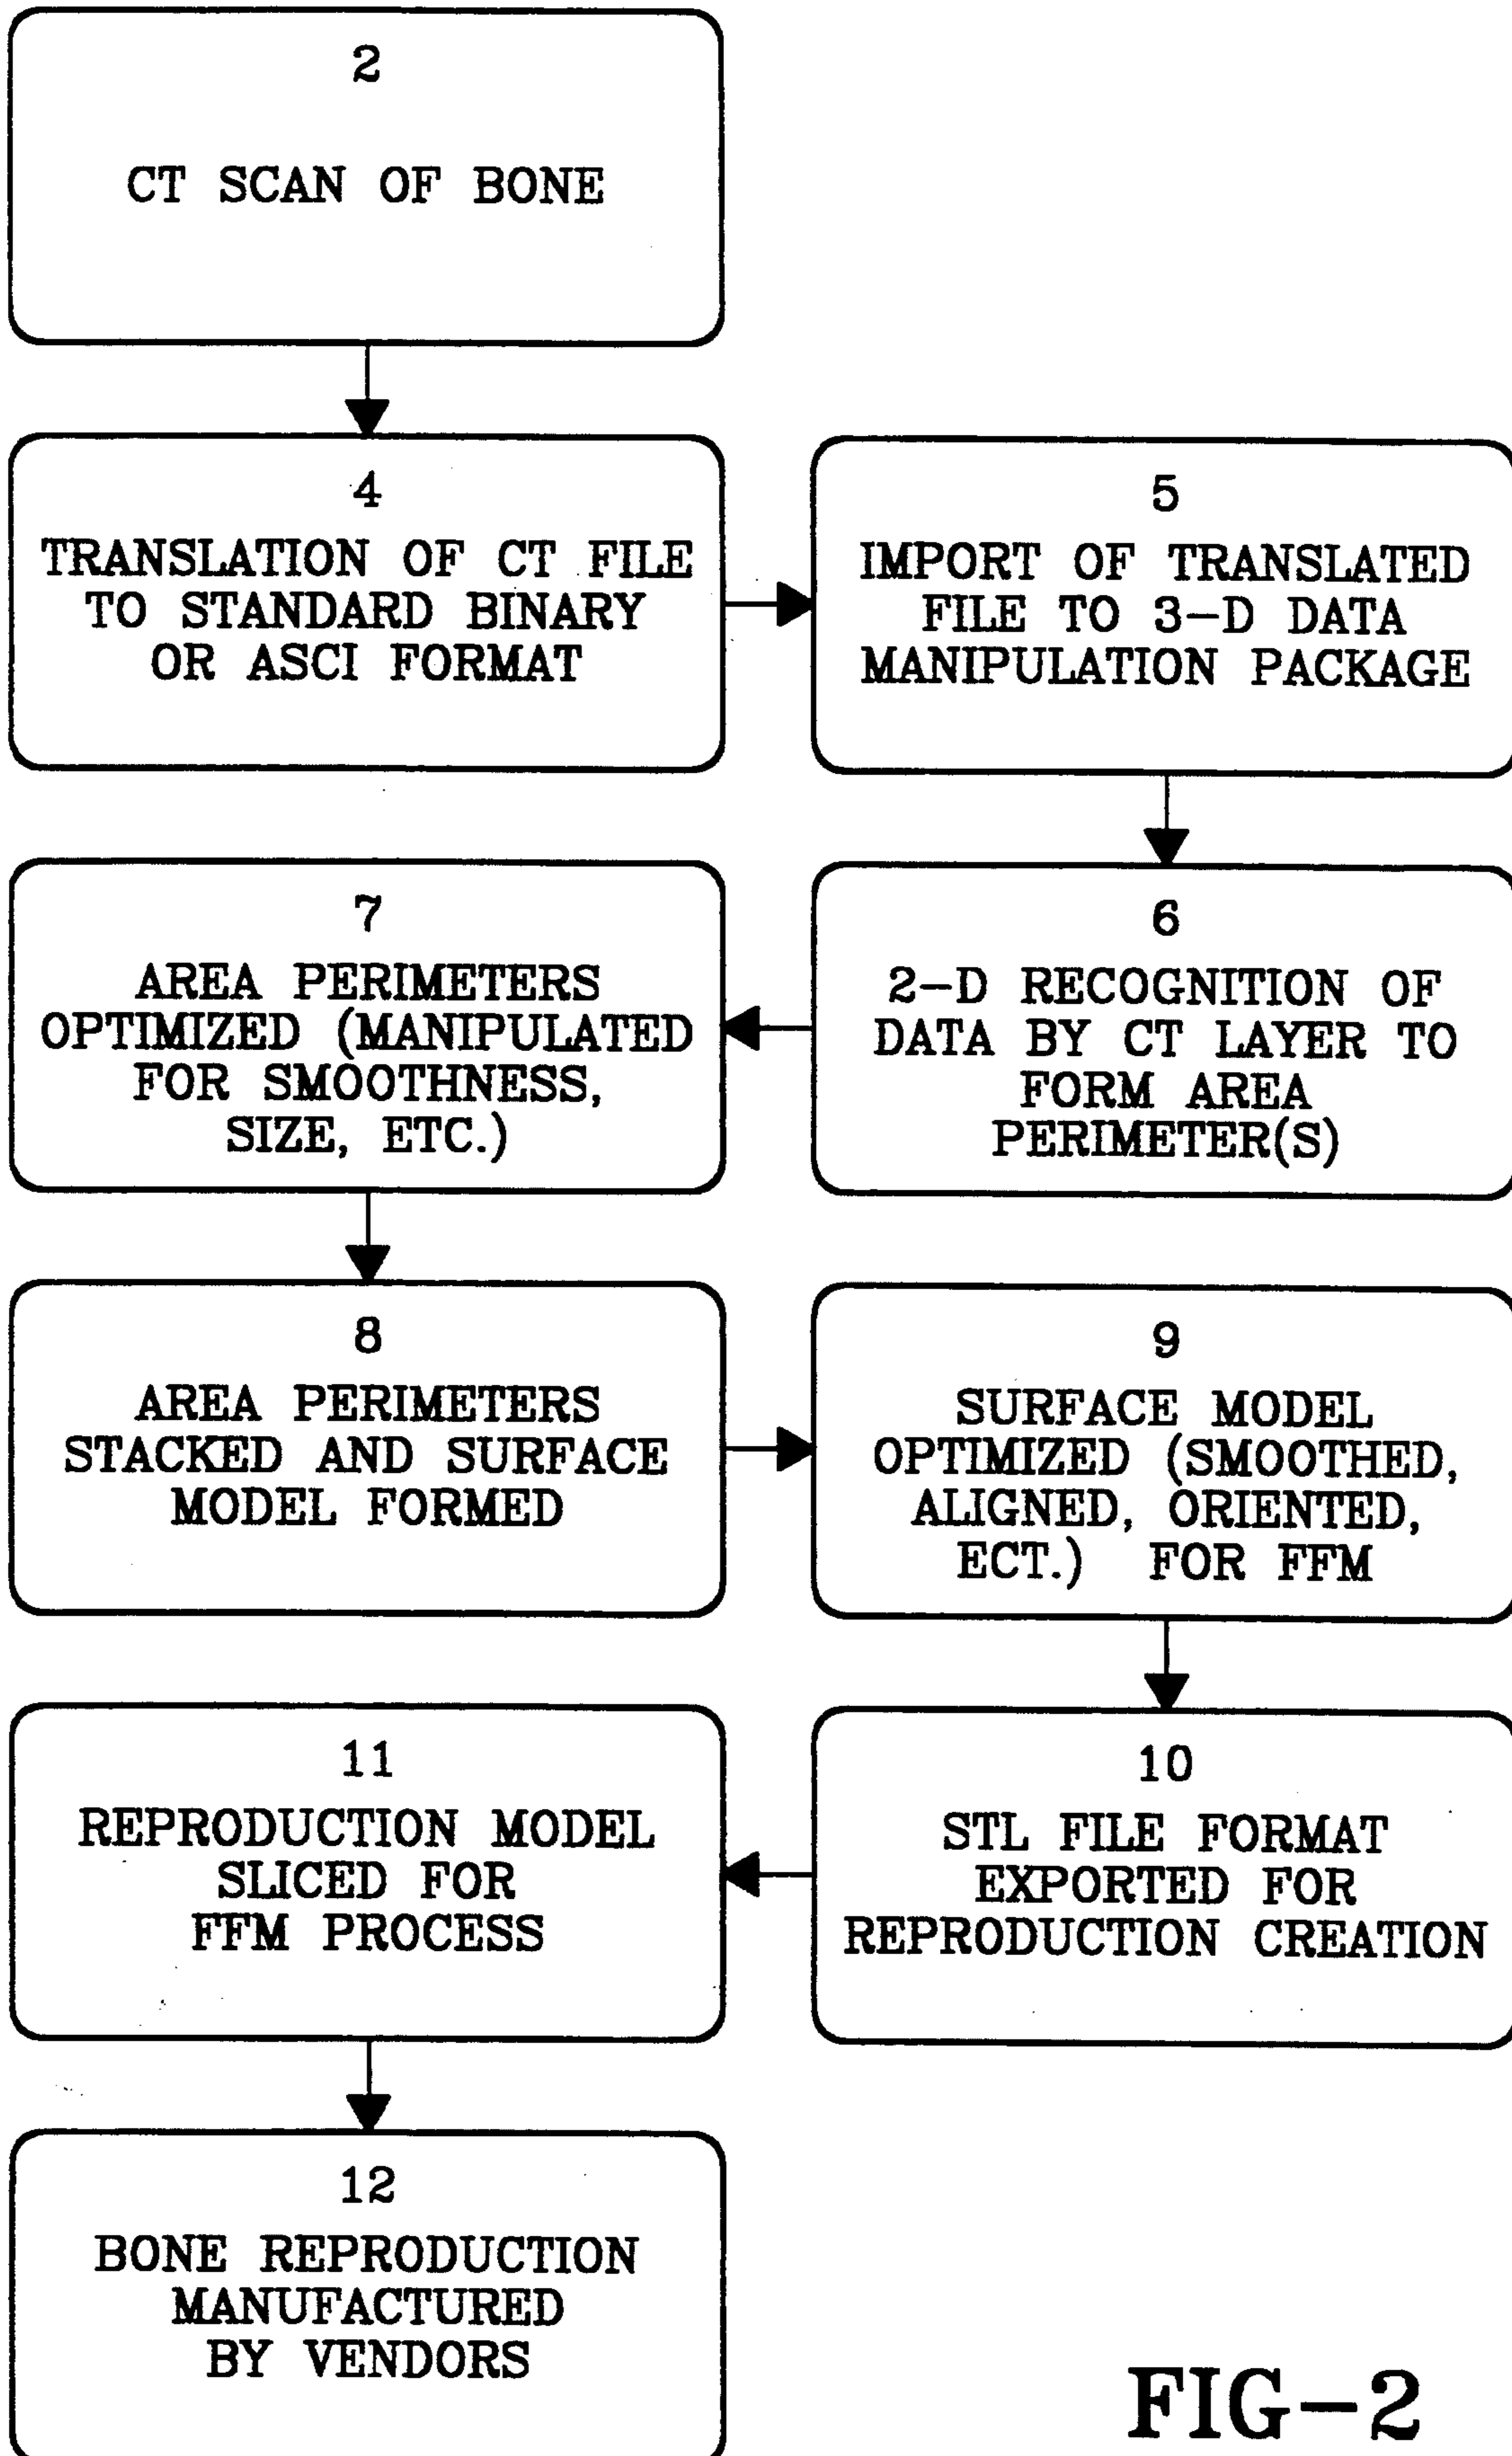 2
CT SCAN OF BONE
4
TRANSLATION OF CT FILE
TO STANDARD BINARY
OR ASCI FORMAT
5
IMPORT OF TRANSLATED
FILE TO 3-D DATA
MANIPULATION PACKAGE
6
2-D RECOGNITION OF
DATA BY CT LAYER TO
FORM AREA
PERIMETER(S)
7
AREA PERIMETERS
OPTIMIZED (MANIPULATED
FOR SMOOTHNESS,
SIZE, ETC.)
8
AREA PERIMETERS
STACKED AND SURFACE
MODEL FORMED
9
SURFACE MODEL
OPTIMIZED (SMOOTHED,
ALIGNED, ORIENTED,
ECT.) FOR FFM
10
STL FILE FORMAT
EXPORTED FOR
REPRODUCTION CREATION
11
REPRODUCTION MODEL
SLICED FOR
FFM PROCESS
12
BONE REPRODUCTION
MANUFACTURED
BY VENDORS
FIG-2